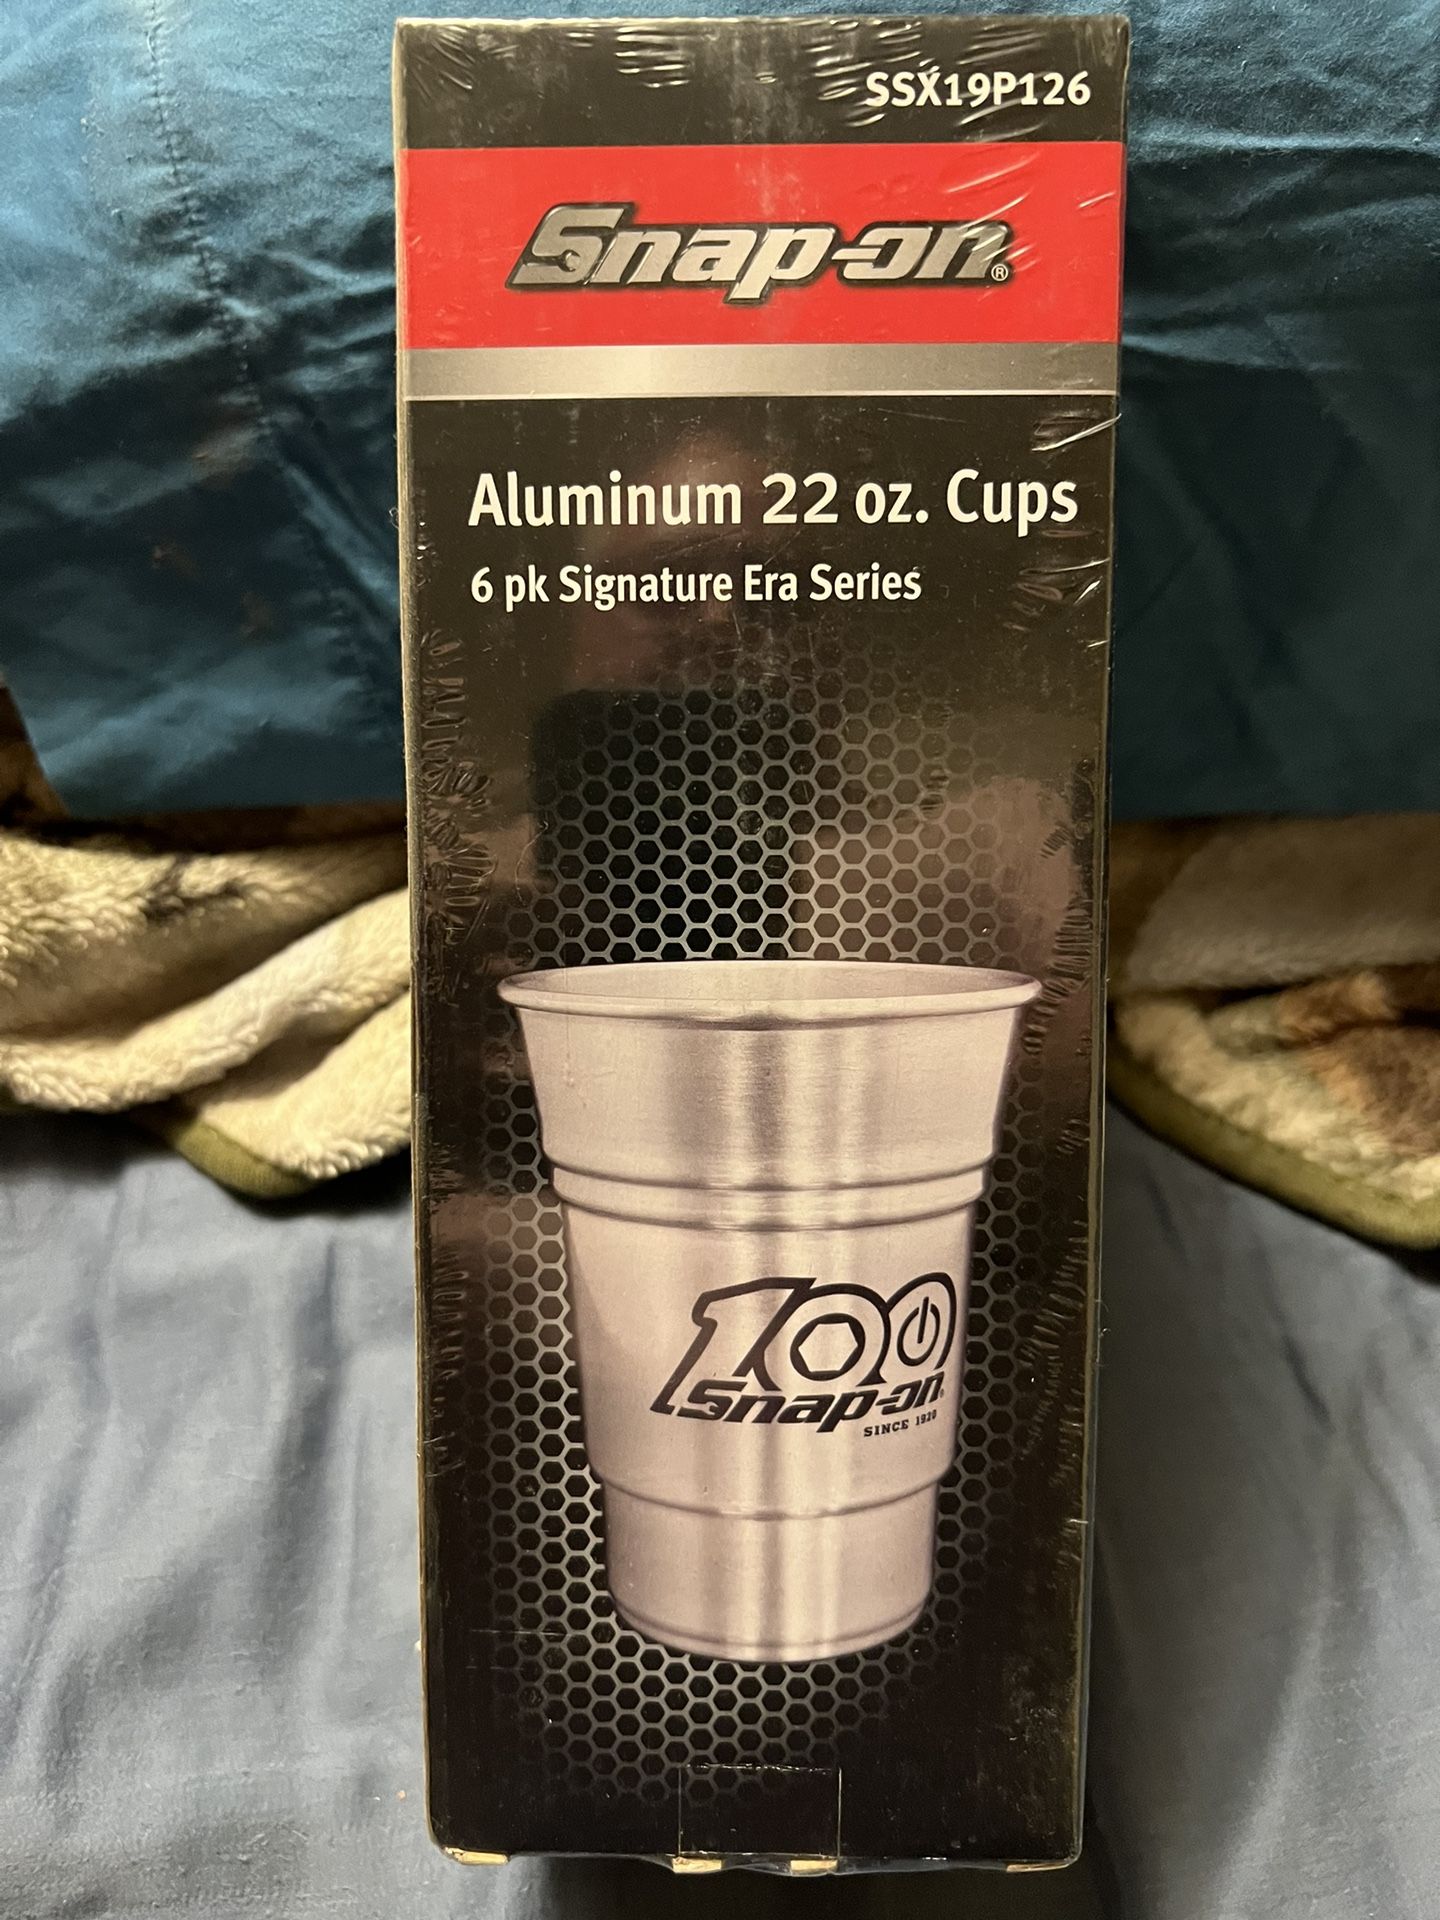 SSX19P126
Snap-on®
Aluminum 22 oz. Cups
6 pk Signature Era Series
100
Snap-on®
SINCE 1920